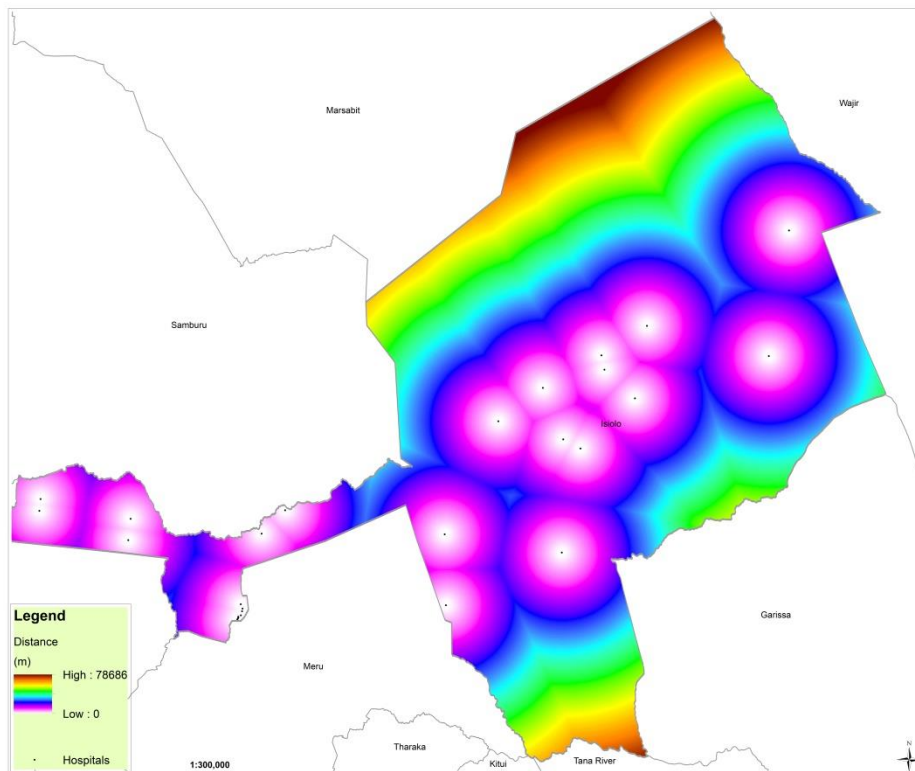 Marsabit
Wajir
Samburu
Isiolo
Garissa
Meru
Tharaka
Kitui
Tana River
Legend
Distance
(m)
High : 78686
Low : 0
Hospitals
1:300,000
N